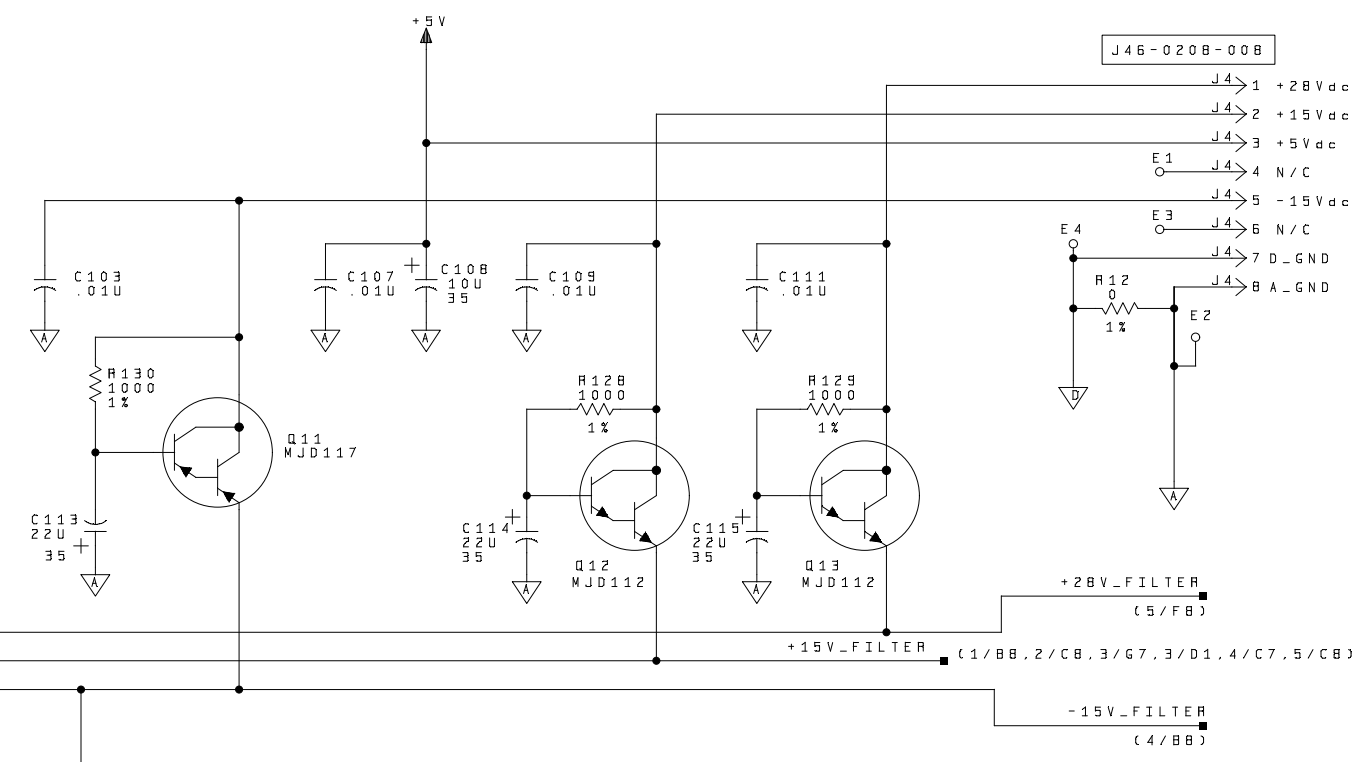 +5V
J46-0208-008
J4 1 +28Vdc
J4 2 +15Vdc
J4 3 +5Vdc
E1
J4 4 N/C
J4 5 -15Vdc
E3
J4 6 N/C
E4
J4 7 D_GND
J4 8 A_GND
R12
0
1%
E2
D
A
C103
.01U
A
C107
.01U
A
+
C108
10U
35
A
C109
.01U
A
C111
.01U
A
R130
1000
1%
Q11
MJD117
C113
22U
35
+
A
R128
1000
1%
+
C114
22U
35
A
Q12
MJD112
R129
1000
1%
+
C115
22U
35
A
Q13
MJD112
+28V_FILTER
(5/F8)
+15V_FILTER
(1/B8,2/C8,3/G7,3/D1,4/C7,5/C8)
-15V_FILTER
(4/B8)